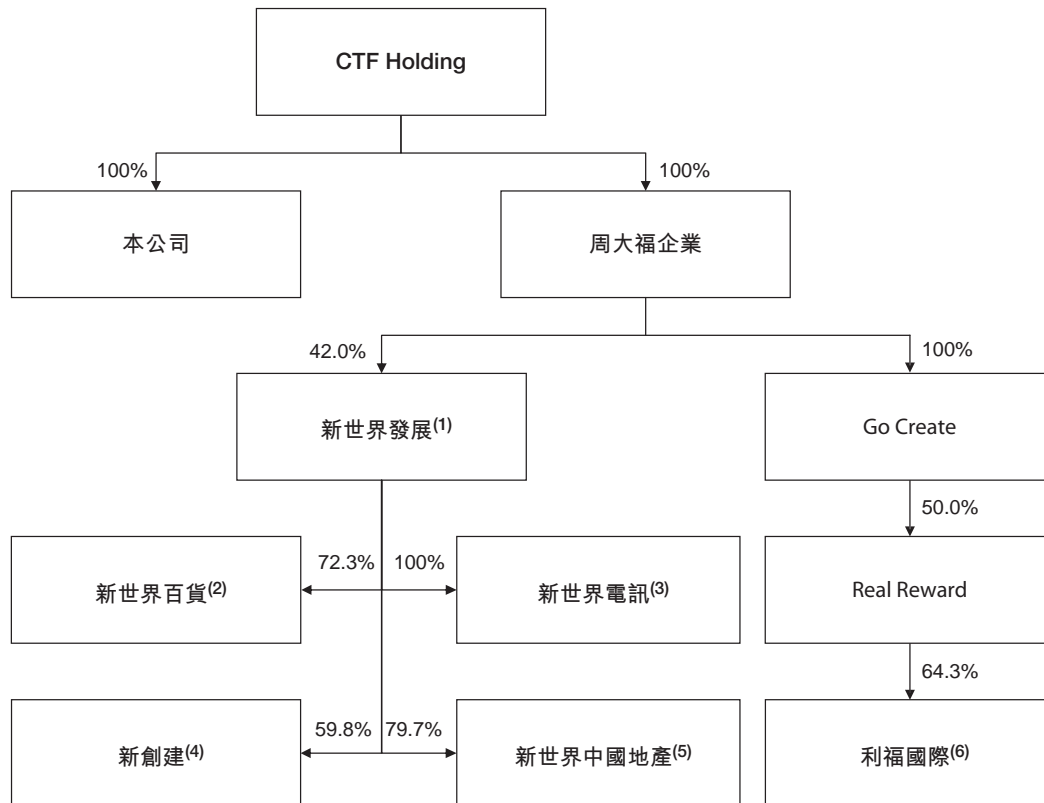 CTF Holding
100%
100%
本公司
周大福企業
42.0%
100%
新世界發展(1)
Go Create
50.0%
72.3%
100%
新世界百貨(2)
新世界電訊(3)
Real Reward
64.3%
59.8%
79.7%
新創建(4)
新世界中國地產(5)
利福國際(6)